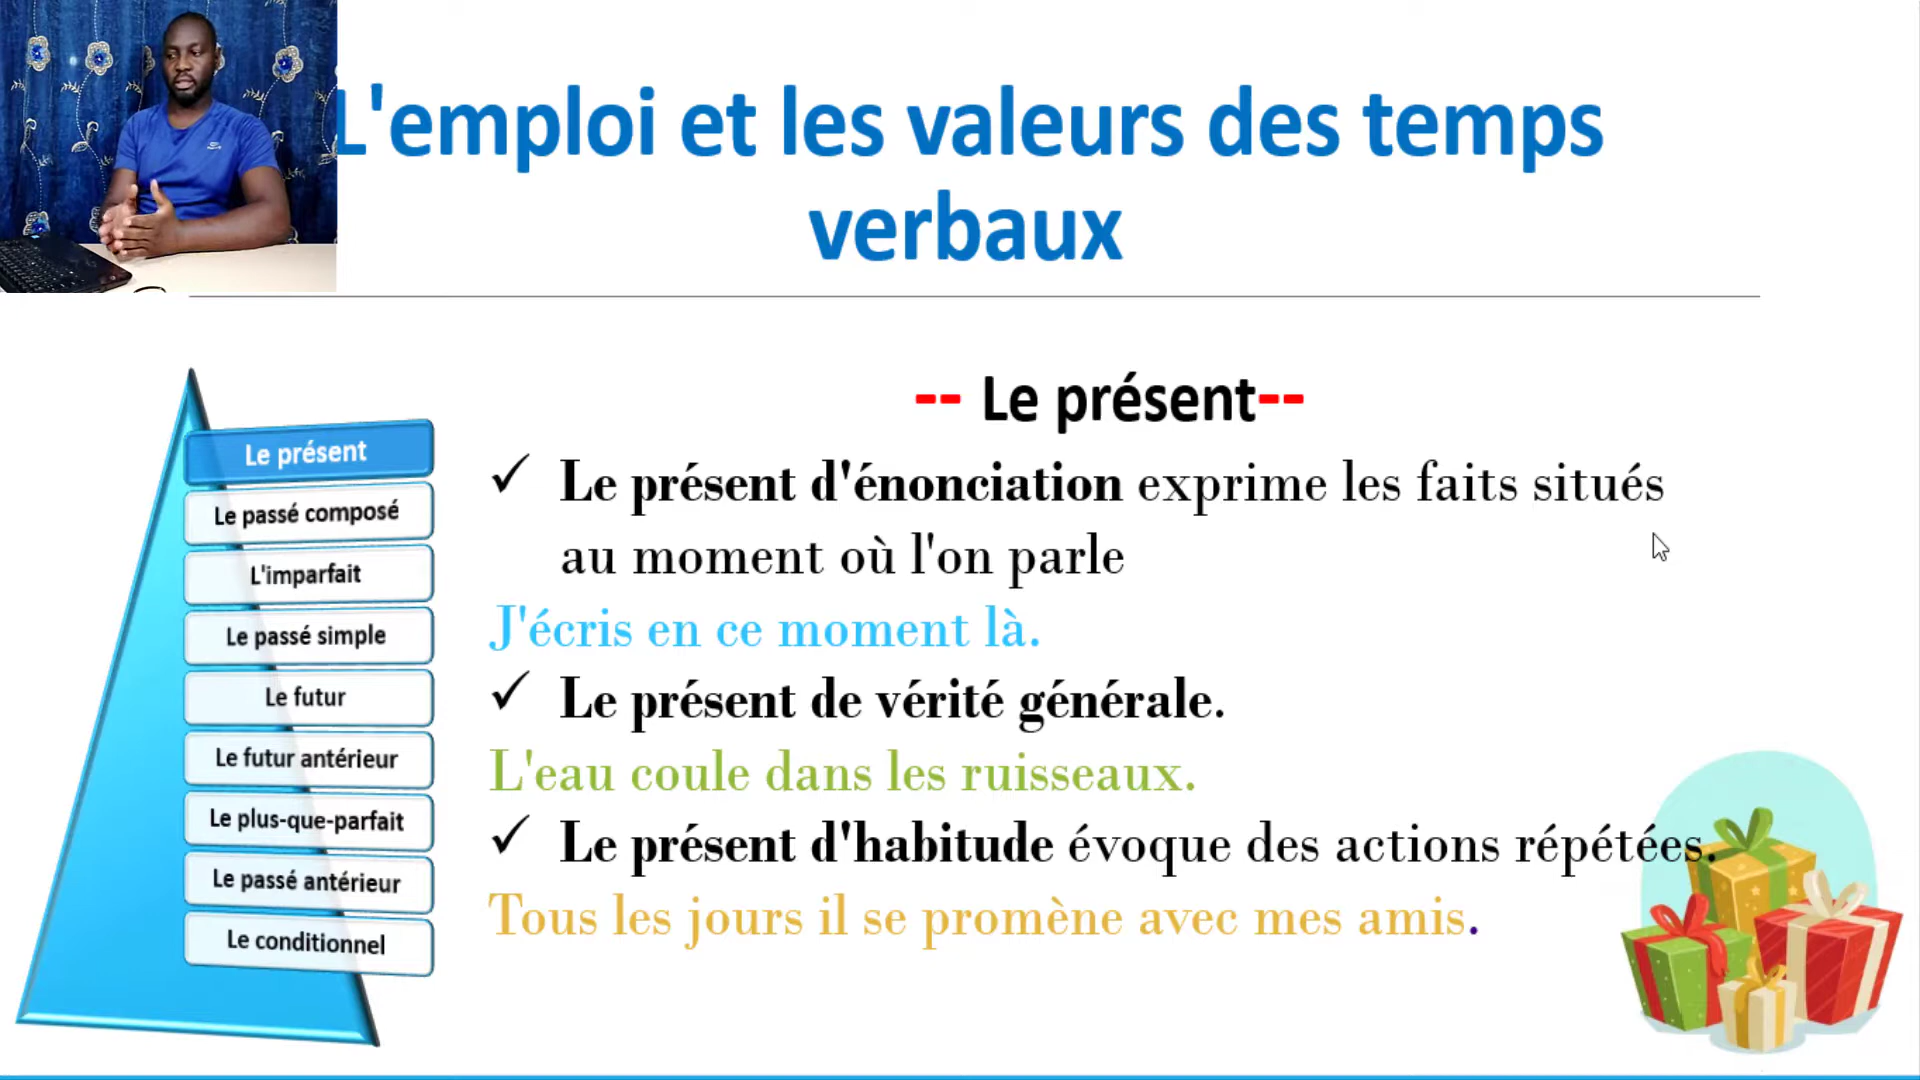 L'emploi et les valeurs des temps
verbaux
Le présent
Le passé composé
L'imparfait
Le passé simple
Le futur
Le futur antérieur
Le plus-que-parfait
Le passé antérieur
Le conditionnel
-- Le présent--
✓ Le présent d'énonciation exprime les faits situés
au moment où l'on parle
J'écris en ce moment là.
✓ Le présent de vérité générale.
L'eau coule dans les ruisseaux.
✓ Le présent d'habitude évoque des actions répétées.
Tous les jours il se promène avec mes amis.